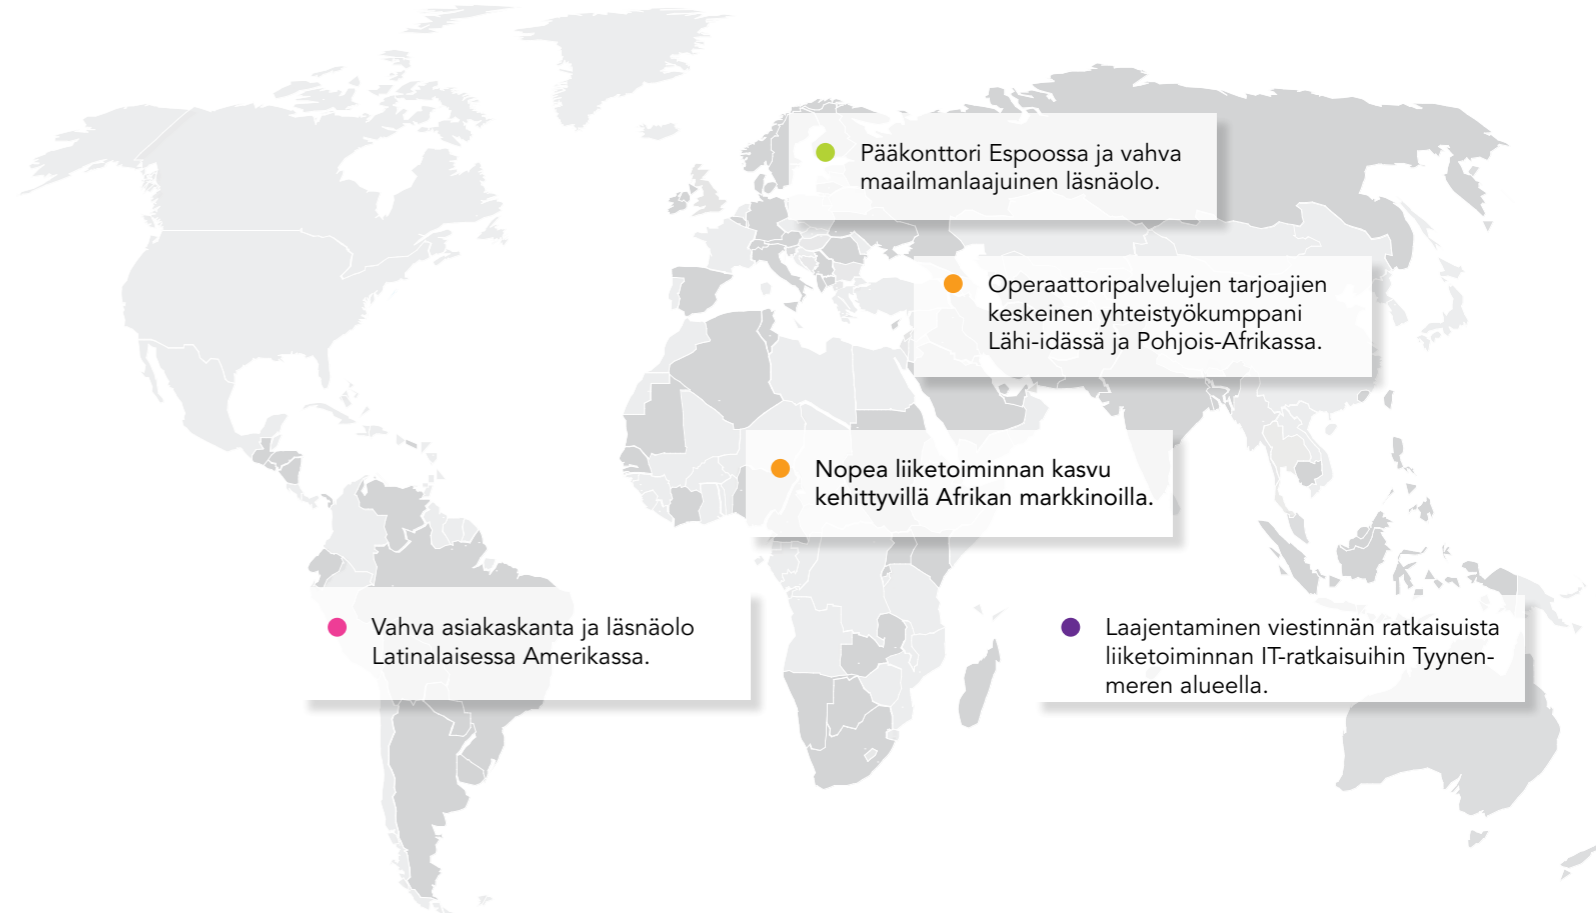 Pääkonttori Espoossa ja vahva
maailmanlaajuinen läsnäolo.
Operaattoripalvelujen tarjoajien
keskeinen yhteistyökumppani
Lähi-idässä ja Pohjois-Afrikassa.
Nopea liiketoiminnan kasvu
kehittyvillä Afrikan markkinoilla.
Vahva asiakaskanta ja läsnäolo
Latinalaisessa Amerikassa.
Laajentaminen viestinnän ratkaisuista
liiketoiminnan IT-ratkaisuihin Tyynen-
meren alueella.